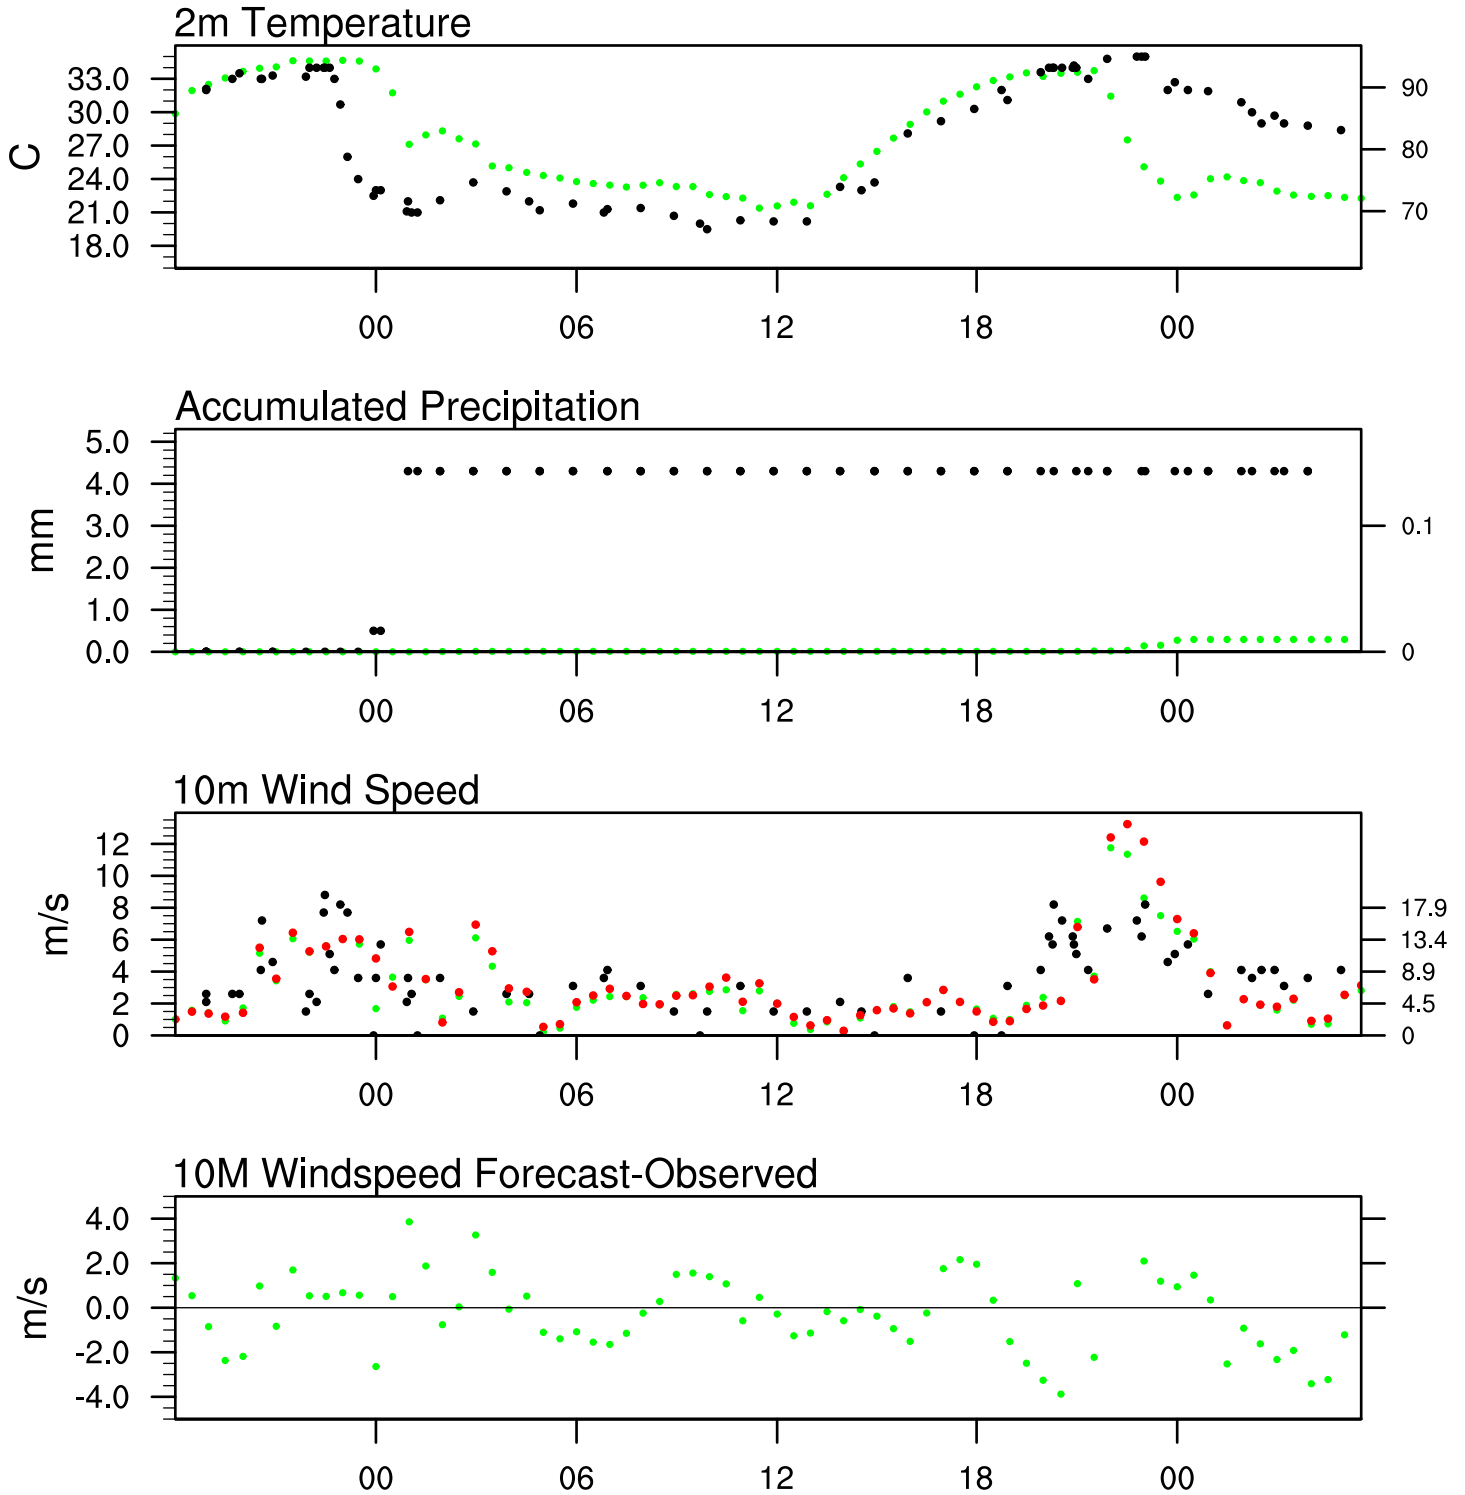 2m Temperature
C
33.0
30.0
27.0
24.0
21.0
18.0
90
80
70
00 06 12 18 00
Accumulated Precipitation
mm
5.0
4.0
3.0
2.0
1.0
0.0
0.1
0
00 06 12 18 00
10m Wind Speed
m/s
12
10
8
6
4
2
0
17.9
13.4
8.9
4.5
0
00 06 12 18 00
10M Windspeed Forecast-Observed
m/s
4.0
2.0
0.0
-2.0
-4.0
00 06 12 18 00